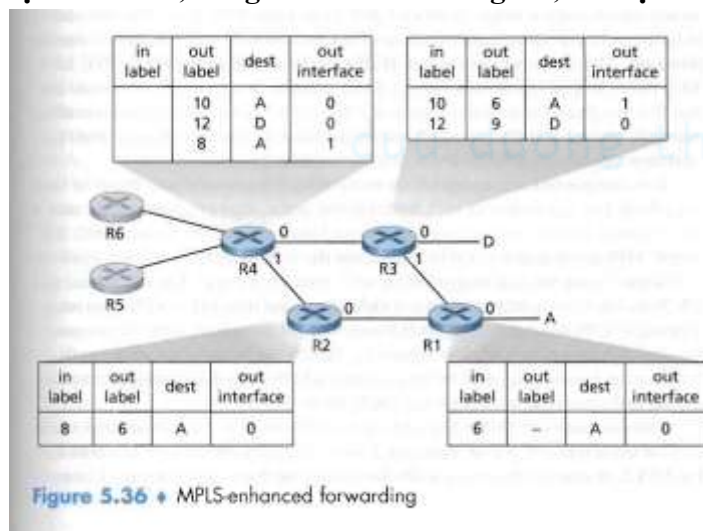 in label out label dest out interface
10 A 0
12 D 0
8 A 1
in label out label dest out interface
10 6 A 1
12 9 D 0
cuu duong th
R6
R5
R4
0
1
R3
0
1
D
R2
0
R1
0
A
in label out label dest out interface
8 6 A 0
in label out label dest out interface
6 – A 0
Figure 5.36 • MPLS-enhanced forwarding